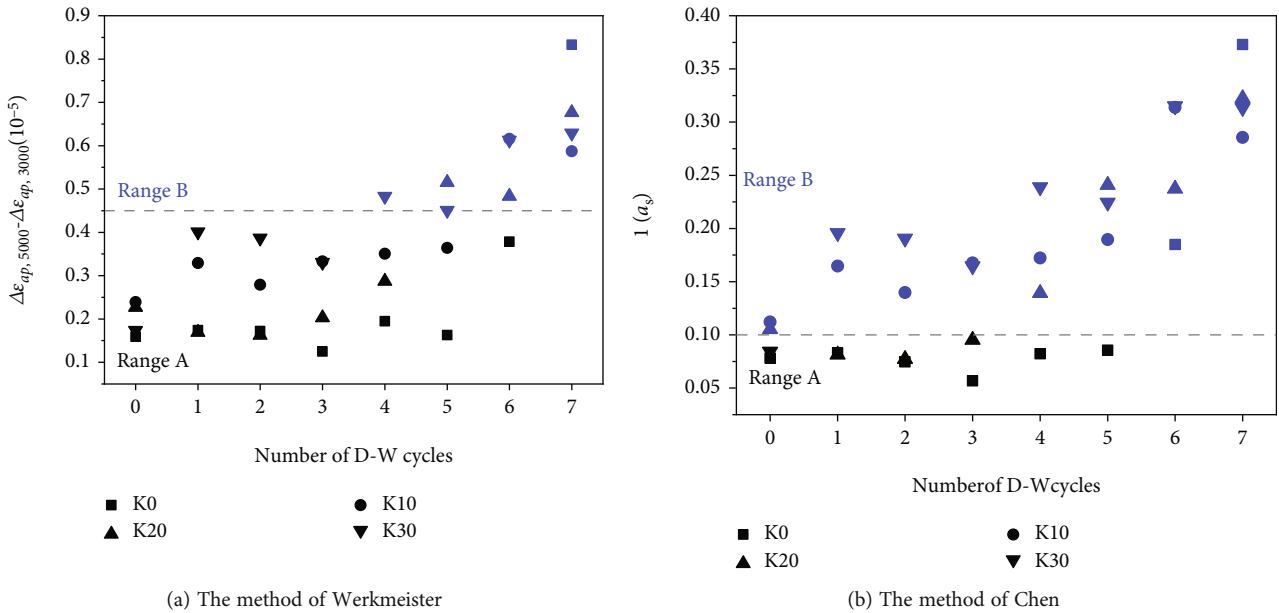 0.9
0.8
0.7
0.6
0.5
0.4
0.3
0.2
0.1
Δε_ap, 5000-Δε_ap, 3000(10⁻⁵)
Range B
Range A
0 1 2 3 4 5 6 7
Number of D-W cycles
K0 K10
K20 K30
(a) The method of Werkmeister
0.40
0.35
0.30
0.25
0.20
0.15
0.10
0.05
1 (a_s)
Range B
Range A
0 1 2 3 4 5 6 7
Numberof D-Wcycles
K0 K10
K20 K30
(b) The method of Chen